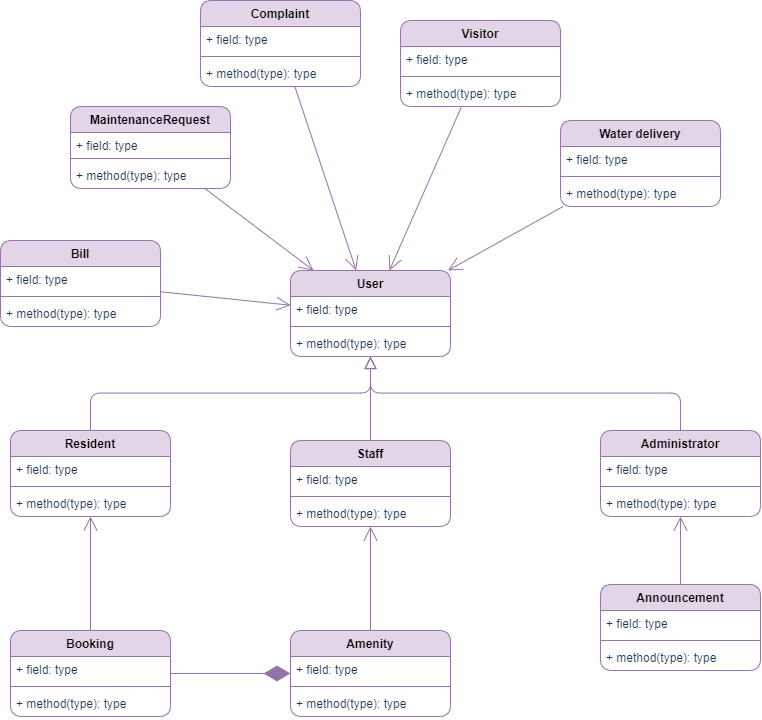 Complaint
+ field: type
+ method(type): type
Visitor
+ field: type
+ method(type): type
MaintenanceRequest
+ field: type
+ method(type): type
Water delivery
+ field: type
+ method(type): type
Bill
+ field: type
+ method(type): type
User
+ field: type
+ method(type): type
Resident
+ field: type
+ method(type): type
Staff
+ field: type
+ method(type): type
Administrator
+ field: type
+ method(type): type
Booking
+ field: type
+ method(type): type
Amenity
+ field: type
+ method(type): type
Announcement
+ field: type
+ method(type): type